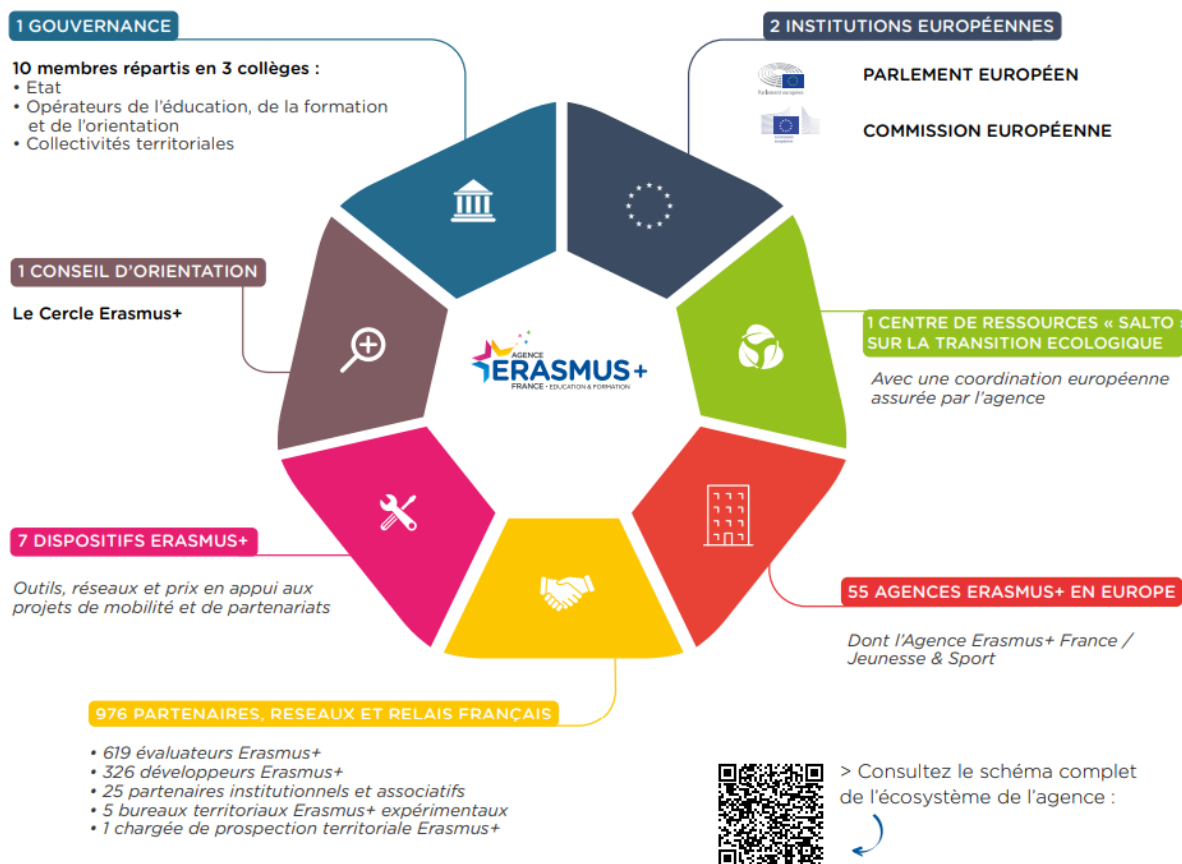 1 GOUVERNANCE
10 membres répartis en 3 collèges :
• Etat
• Opérateurs de l'éducation, de la formation
et de l'orientation
• Collectivités territoriales
2 INSTITUTIONS EUROPÉENNES
Parlement européen
PARLEMENT EUROPÉEN
Commission
européenne
COMMISSION EUROPÉENNE
1 CONSEIL D'ORIENTATION
Le Cercle Erasmus+
AGENCE
ERASMUS+
FRANCE • EDUCATION & FORMATION
1 CENTRE DE RESSOURCES « SALTO »
SUR LA TRANSITION ECOLOGIQUE
Avec une coordination européenne
assurée par l'agence
7 DISPOSITIFS ERASMUS+
Outils, réseaux et prix en appui aux
projets de mobilité et de partenariats
55 AGENCES ERASMUS+ EN EUROPE
Dont l'Agence Erasmus+ France /
Jeunesse & Sport
976 PARTENAIRES, RESEAUX ET RELAIS FRANÇAIS
• 619 évaluateurs Erasmus+
• 326 développeurs Erasmus+
• 25 partenaires institutionnels et associatifs
• 5 bureaux territoriaux Erasmus+ expérimentaux
• 1 chargée de prospection territoriale Erasmus+
> Consultez le schéma complet
de l'écosystème de l'agence :